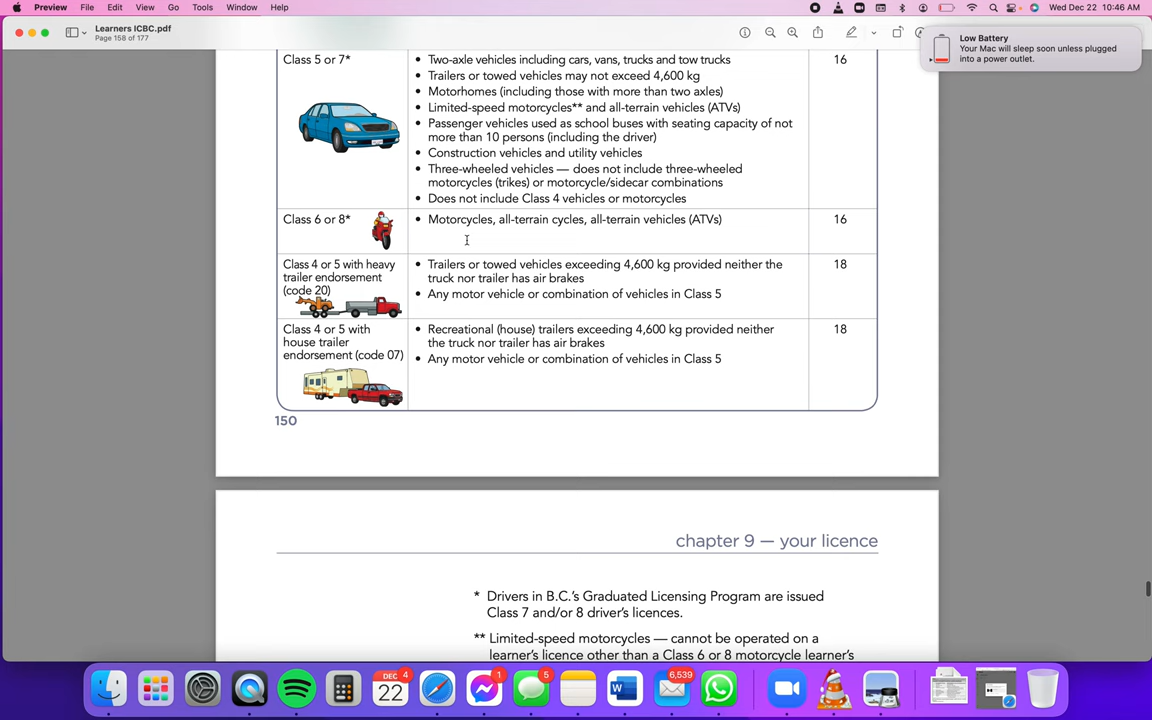 Preview File Edit View Go Tools Window Help Wed Dec 22 10:46 AM
Learners ICBC.pdf
Page 158 of 177
Low Battery
Your Mac will sleep soon unless plugged
into a power outlet.
Class 5 or 7* • Two-axle vehicles including cars, vans, trucks and tow trucks 16
• Trailers or towed vehicles may not exceed 4,600 kg
• Motorhomes (including those with more than two axles)
• Limited-speed motorcycles** and all-terrain vehicles (ATVs)
• Passenger vehicles used as school buses with seating capacity of not
more than 10 persons (including the driver)
• Construction vehicles and utility vehicles
• Three-wheeled vehicles — does not include three-wheeled
motorcycles (trikes) or motorcycle/sidecar combinations
• Does not include Class 4 vehicles or motorcycles
Class 6 or 8* • Motorcycles, all-terrain cycles, all-terrain vehicles (ATVs) 16
Class 4 or 5 with heavy
trailer endorsement
(code 20)
• Trailers or towed vehicles exceeding 4,600 kg provided neither the
truck nor trailer has air brakes
• Any motor vehicle or combination of vehicles in Class 5
18
Class 4 or 5 with
house trailer
endorsement (code 07)
• Recreational (house) trailers exceeding 4,600 kg provided neither
the truck nor trailer has air brakes
• Any motor vehicle or combination of vehicles in Class 5
18
150
chapter 9 — your licence
* Drivers in B.C.'s Graduated Licensing Program are issued
Class 7 and/or 8 driver's licences.
** Limited-speed motorcycles — cannot be operated on a
learner's licence other than a Class 6 or 8 motorcycle learner's
DEC
22
4
1
5
6,539